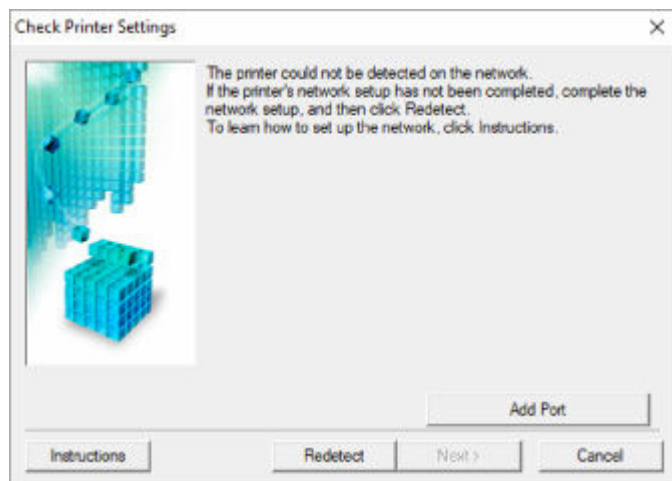 Check Printer Settings
The printer could not be detected on the network.
If the printer's network setup has not been completed, complete the
network setup, and then click Redetect.
To learn how to set up the network, click Instructions.
Add Port
Instructions
Redetect
Next >
Cancel